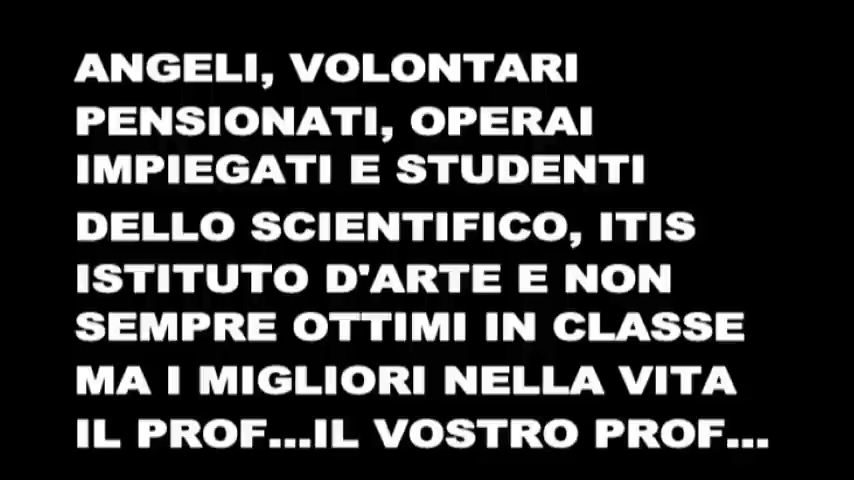 ANGELI, VOLONTARI
PENSIONATI, OPERAI
IMPIEGATI E STUDENTI
DELLO SCIENTIFICO, ITIS
ISTITUTO D'ARTE E NON
SEMPRE OTTIMI IN CLASSE
MA I MIGLIORI NELLA VITA
IL PROF...IL VOSTRO PROF...